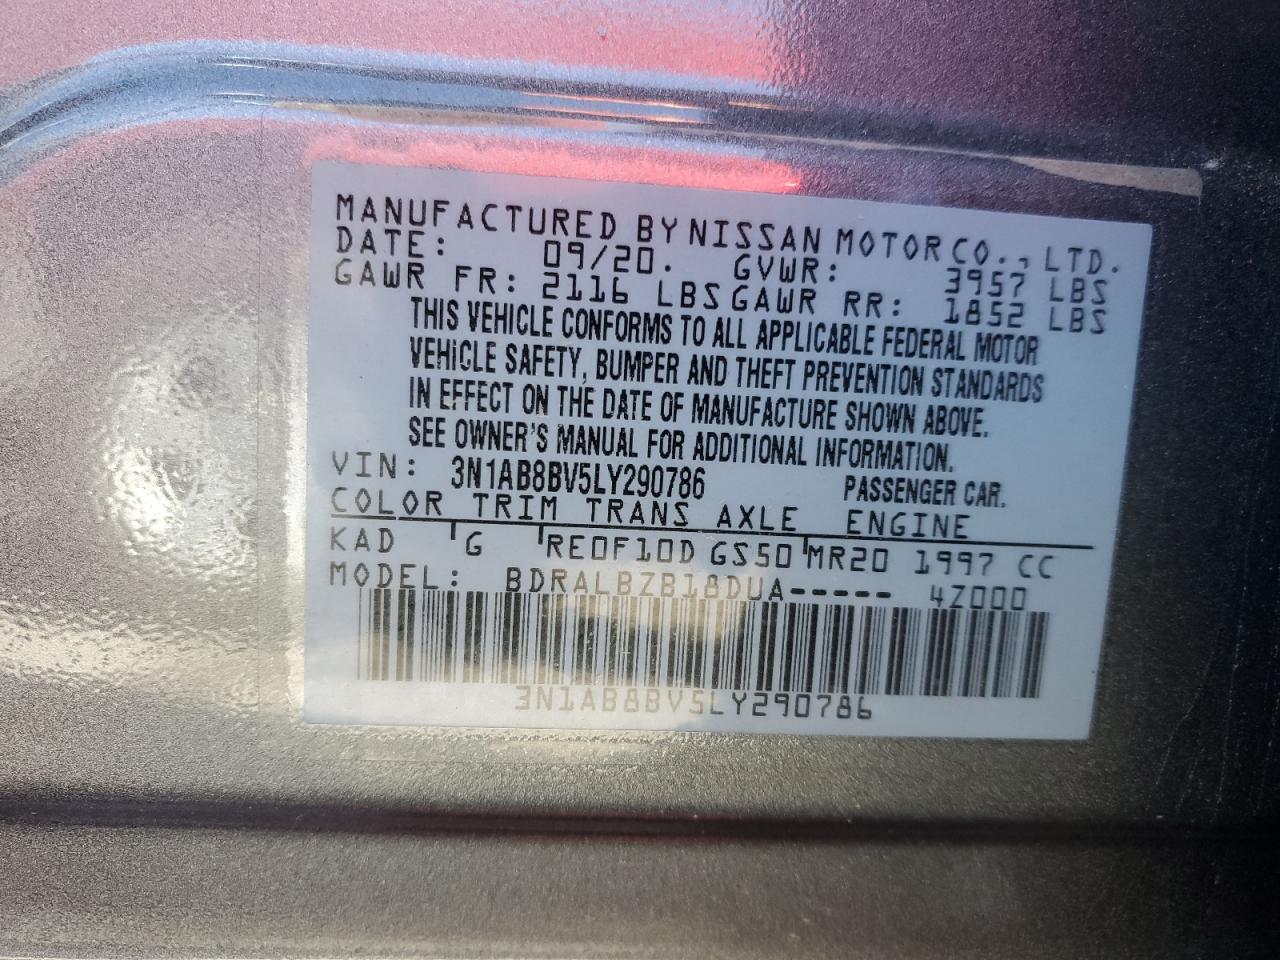 MANUFACTURED BY NISSAN MOTOR CO., LTD.
DATE: 09/20. GVWR: 3957 LBS
GAWR FR: 2116 LBS GAWR RR: 1852 LBS
THIS VEHICLE CONFORMS TO ALL APPLICABLE FEDERAL MOTOR
VEHICLE SAFETY, BUMPER AND THEFT PREVENTION STANDARDS
IN EFFECT ON THE DATE OF MANUFACTURE SHOWN ABOVE.
SEE OWNER'S MANUAL FOR ADDITIONAL INFORMATION.
VIN: 3N1AB8BV5LY290786 PASSENGER CAR.
COLOR TRIM TRANS AXLE ENGINE
KAD G RE0F10D GS50 MR20 1997 CC
MODEL: BDRALBZB18DUA----- 4Z000
3N1AB8BV5LY290786